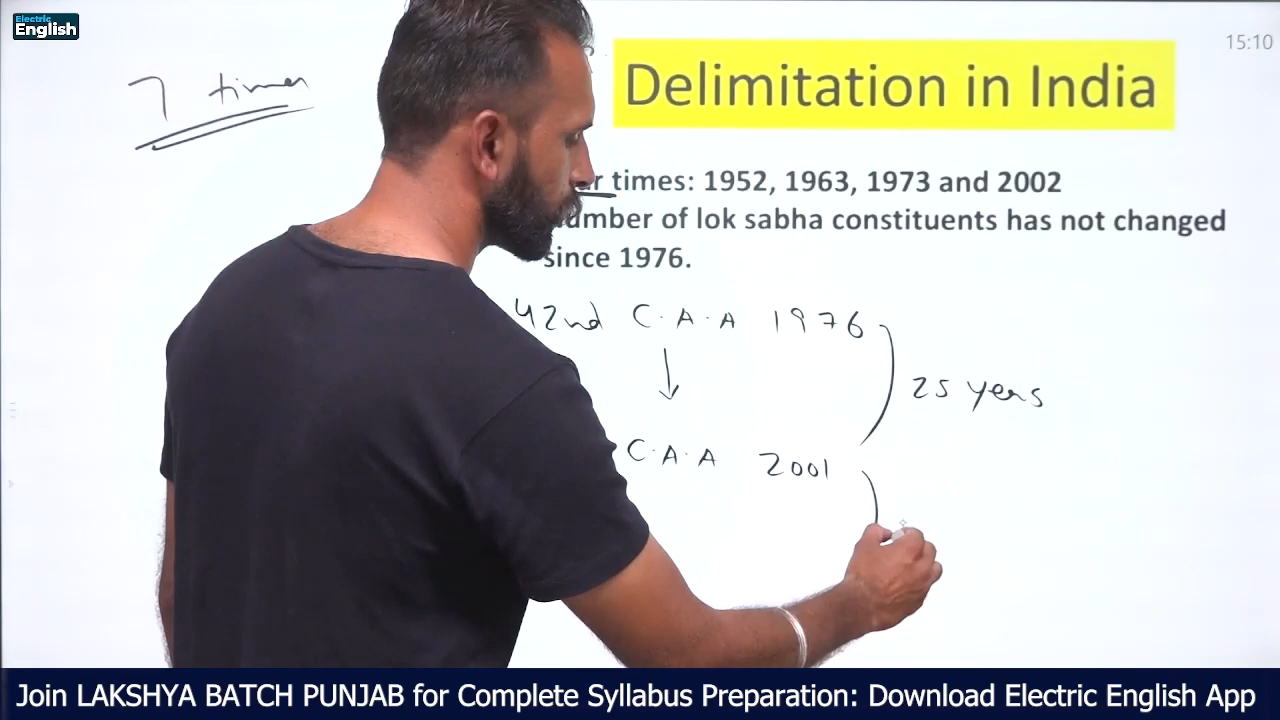 Electric
English
15:10
7 times
Delimitation in India
times: 1952, 1963, 1973 and 2002
number of lok sabha constituents has not changed
since 1976.
42nd C.A.A 1976
25 years
C.A.A 2001
Join LAKSHYA BATCH PUNJAB for Complete Syllabus Preparation: Download Electric English App